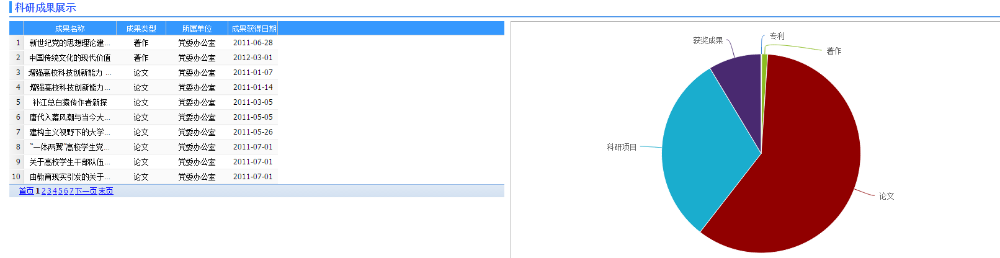 科研成果展示
成果名称 成果类型 所属单位 成果获得日期
1 新世纪党的思想理论建... 著作 党委办公室 2011-06-28
2 中国传统文化的现代价值 著作 党委办公室 2012-03-01
3 增强高校科技创新能力 ... 论文 党委办公室 2011-01-07
4 增强高校科技创新能力... 论文 党委办公室 2011-01-14
5 补江总白猿传作者新探 论文 党委办公室 2011-03-05
6 唐代入幕风潮与当今大... 论文 党委办公室 2011-05-05
7 建构主义视野下的大学... 论文 党委办公室 2011-05-26
8 “一体两翼”高校学生党... 论文 党委办公室 2011-07-01
9 关于高校学生干部队伍... 论文 党委办公室 2011-07-01
10 由教育现实引发的关于... 论文 党委办公室 2011-07-01
首页 1 2 3 4 5 6 7 下一页 末页
专利
获奖成果
著作
科研项目
论文